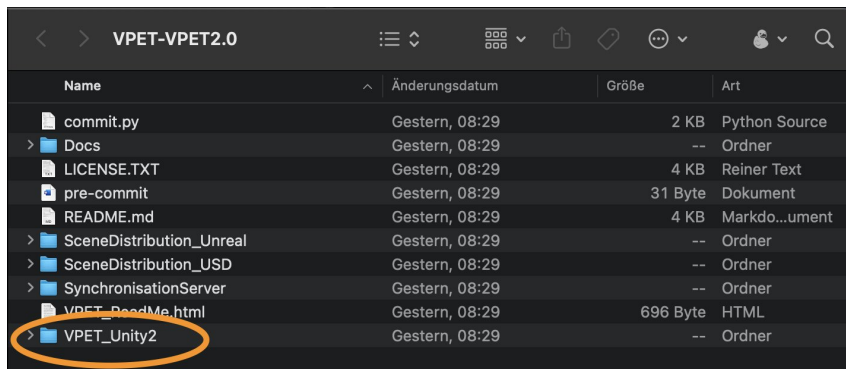 VPET-VPET2.0
Name Änderungsdatum Größe Art
commit.py Gestern, 08:29 2 KB Python Source
Docs Gestern, 08:29 -- Ordner
LICENSE.TXT Gestern, 08:29 4 KB Reiner Text
pre-commit Gestern, 08:29 31 Byte Dokument
README.md Gestern, 08:29 4 KB Markdo...ument
SceneDistribution_Unreal Gestern, 08:29 -- Ordner
SceneDistribution_USD Gestern, 08:29 -- Ordner
SynchronisationServer Gestern, 08:29 -- Ordner
VPET_ReadMe.html Gestern, 08:29 696 Byte HTML
VPET_Unity2 Gestern, 08:29 -- Ordner